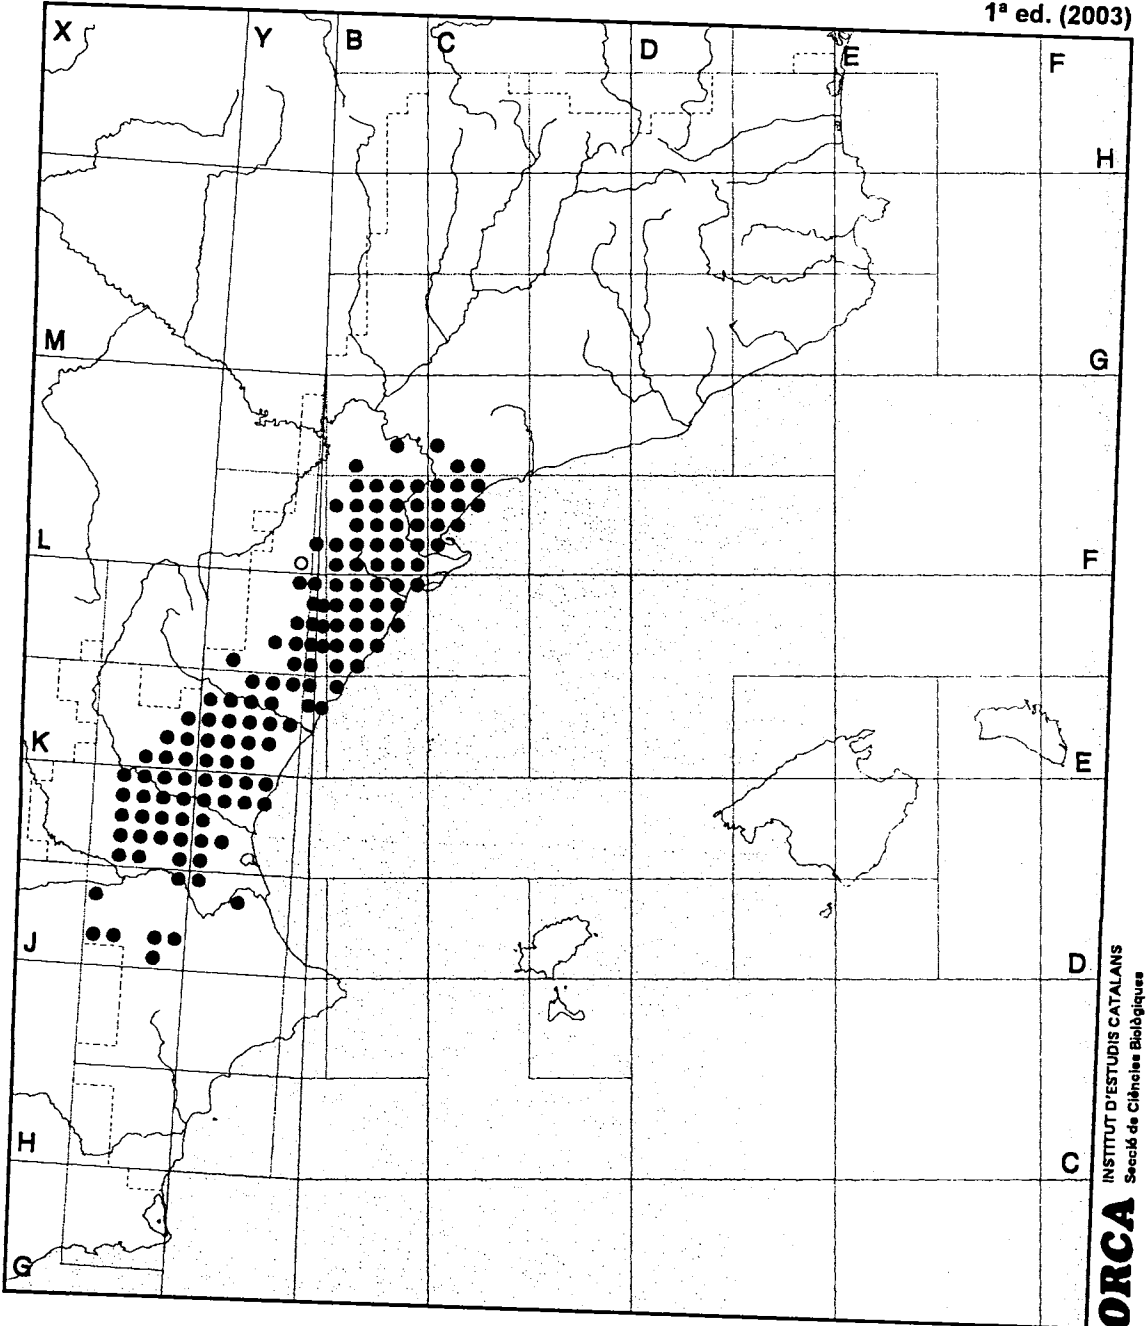 1ª ed. (2003)
X Y B C D E F
H
M
G
L
F
K
E
J
D
H
C
G
ORCA
INSTITUT D'ESTUDIS CATALANS
Secció de Ciències Biològiques